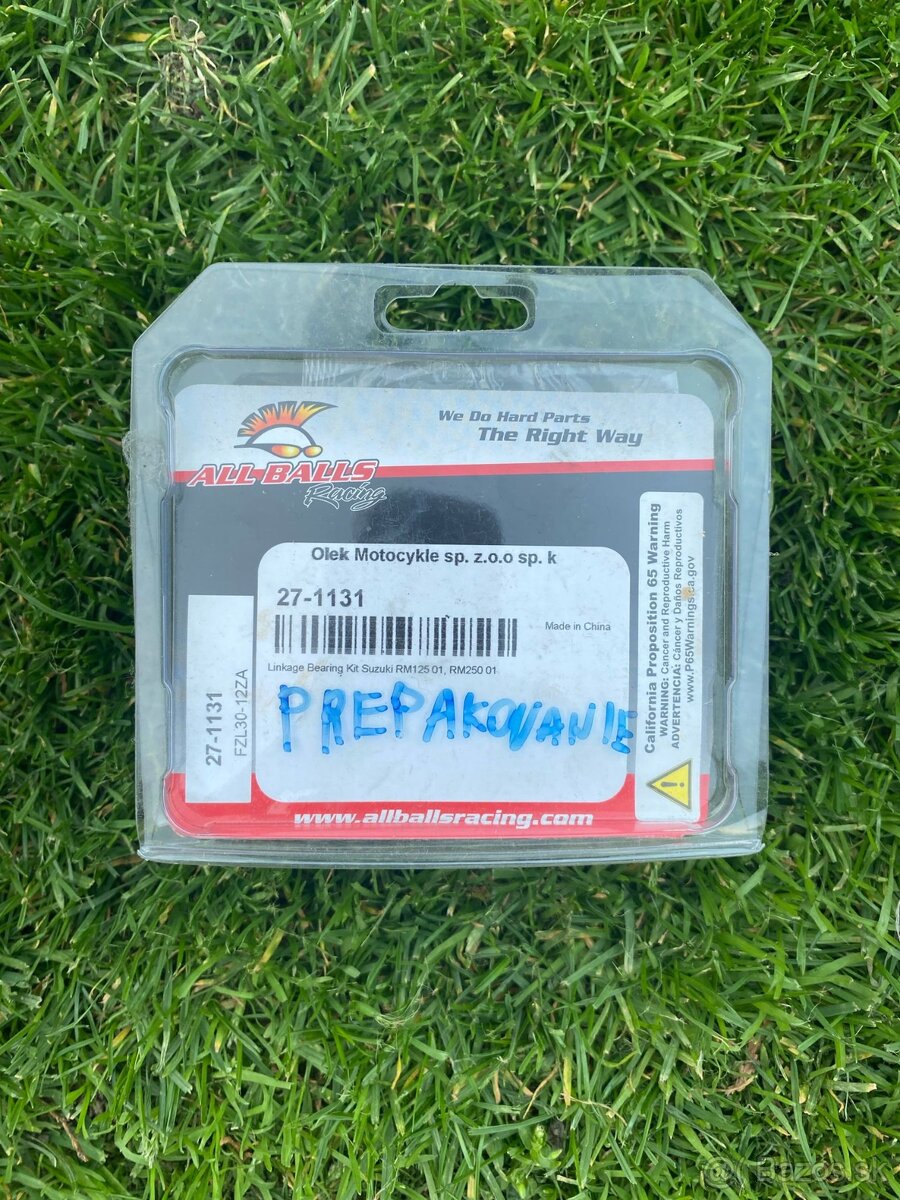 We Do Hard Parts
The Right Way
ALL BALLS
Racing
Olek Motocykle sp. z.o.o sp. k
27-1131
Made in China
Linkage Bearing Kit Suzuki RM125 01, RM250 01
PREPAKOVANIE
27-1131
FZL30-12ZA
California Proposition 65 Warning
WARNING: Cancer and Reproductive Harm
ADVERTENCIA: Cáncer y Daños Reproductivos
www.P65Warnings.ca.gov
www.allballsracing.com
Bazos.sk